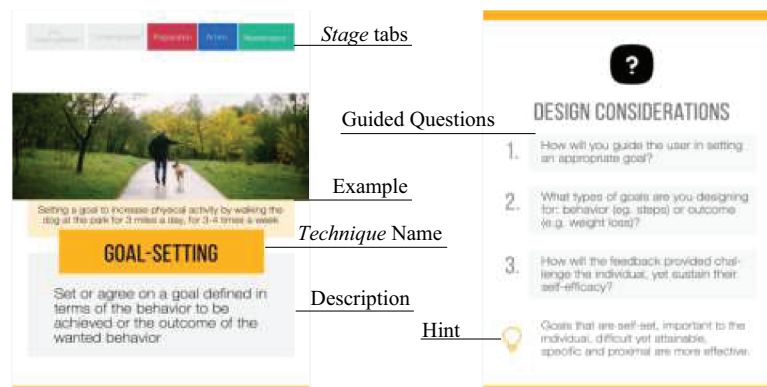 Preparation
Action
Maintenance
Stage tabs
Setting a goal to increase physical activity by walking the
dog at the park for 3 miles a day, for 3-4 times a week
Example
GOAL-SETTING
Technique Name
Set or agree on a goal defined in
terms of the behavior to be
achieved or the outcome of the
wanted behavior
Description
?
DESIGN CONSIDERATIONS
Guided Questions
1. How will you guide the user in setting
an appropriate goal?
2. What types of goals are you designing
for: behavior (eg. steps) or outcome
(e.g. weight loss)?
3. How will the feedback provided chal-
lenge the individual, yet sustain their
self-efficacy?
Hint
Goals that are self-set, important to the
individual, difficult yet attainable,
specific and proximal are more effective.